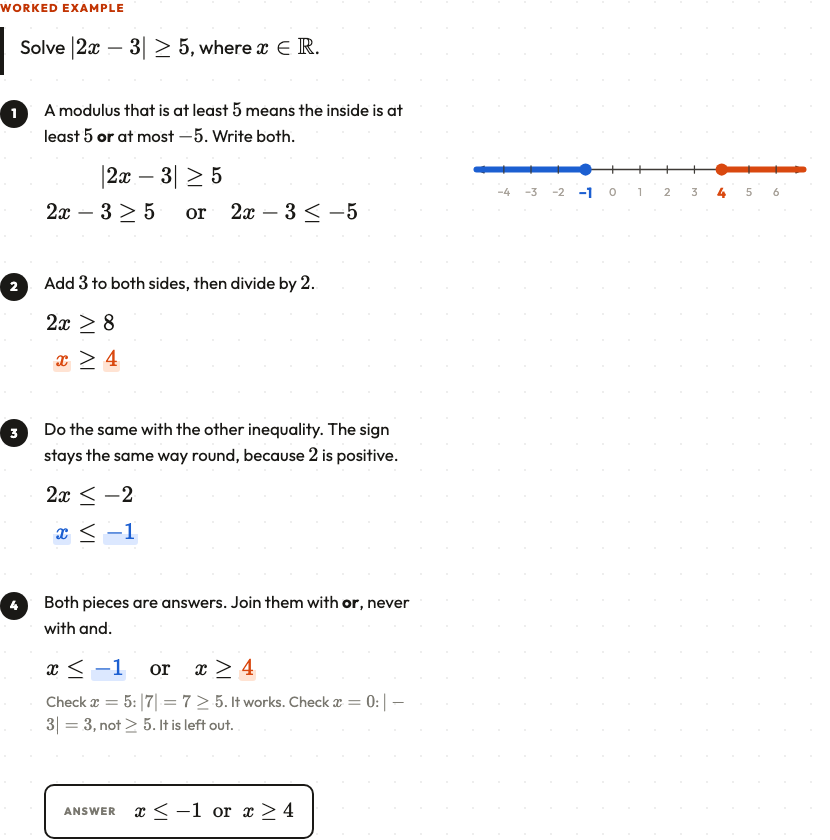 WORKED EXAMPLE
Solve |2x − 3| ≥ 5, where x ∈ ℝ.
1
A modulus that is at least 5 means the inside is at
least 5 or at most −5. Write both.
|2x − 3| ≥ 5
2x − 3 ≥ 5 or 2x − 3 ≤ −5
−4 −3 −2 −1 0 1 2 3 4 5 6
2
Add 3 to both sides, then divide by 2.
2x ≥ 8
x ≥ 4
3
Do the same with the other inequality. The sign
stays the same way round, because 2 is positive.
2x ≤ −2
x ≤ −1
4
Both pieces are answers. Join them with or, never
with and.
x ≤ −1 or x ≥ 4
Check x = 5: |7| = 7 ≥ 5. It works. Check x = 0: | −
3| = 3, not ≥ 5. It is left out.
ANSWER x ≤ −1 or x ≥ 4